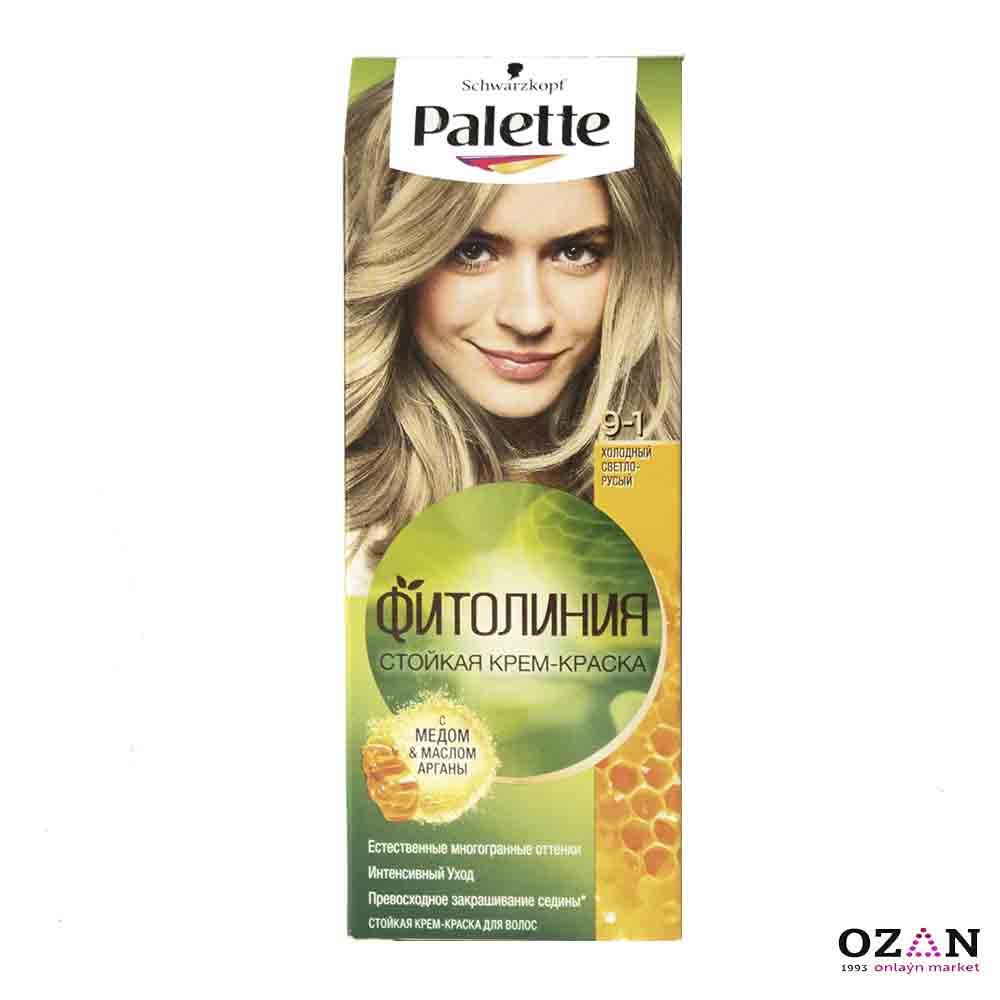 Schwarzkopf
Palette
9-1
ХОЛОДНЫЙ
СВЕТЛО-
РУСЫЙ
ФИТОЛИНИЯ
СТОЙКАЯ КРЕМ-КРАСКА
С
МЕДОМ
& МАСЛОМ
АРГАНЫ
Естественные многогранные оттенки
Интенсивный Уход
Превосходное закрашивание седины*
СТОЙКАЯ КРЕМ-КРАСКА ДЛЯ ВОЛОС
OZAN
1993 onlaýn market